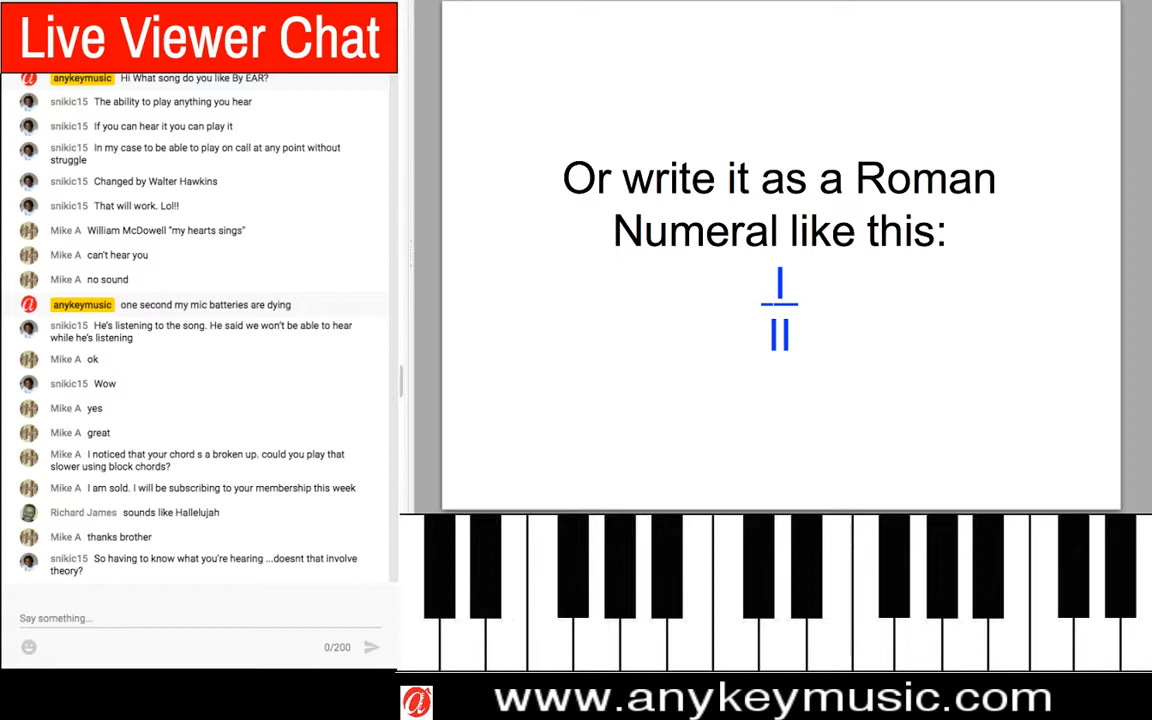 Live Viewer Chat
anykeymusic Hi What song do you like By EAR?
snikic15 The ability to play anything you hear
snikic15 If you can hear it you can play it
snikic15 In my case to be able to play on call at any point without
struggle
snikic15 Changed by Walter Hawkins
snikic15 That will work. Lol!!
Mike A William McDowell "my hearts sings"
Mike A can't hear you
Mike A no sound
anykeymusic one second my mic batteries are dying
snikic15 He's listening to the song. He said we won't be able to hear
while he's listening
Mike A ok
snikic15 Wow
Mike A yes
Mike A great
Mike A I noticed that your chord s a broken up. could you play that
slower using block chords?
Mike A I am sold. I will be subscribing to your membership this week
Richard James sounds like Hallelujah
Mike A thanks brother
snikic15 So having to know what you're hearing ...doesnt that involve
theory?
Say something...
0/200
Or write it as a Roman
Numeral like this:
I
II
www.anykeymusic.com